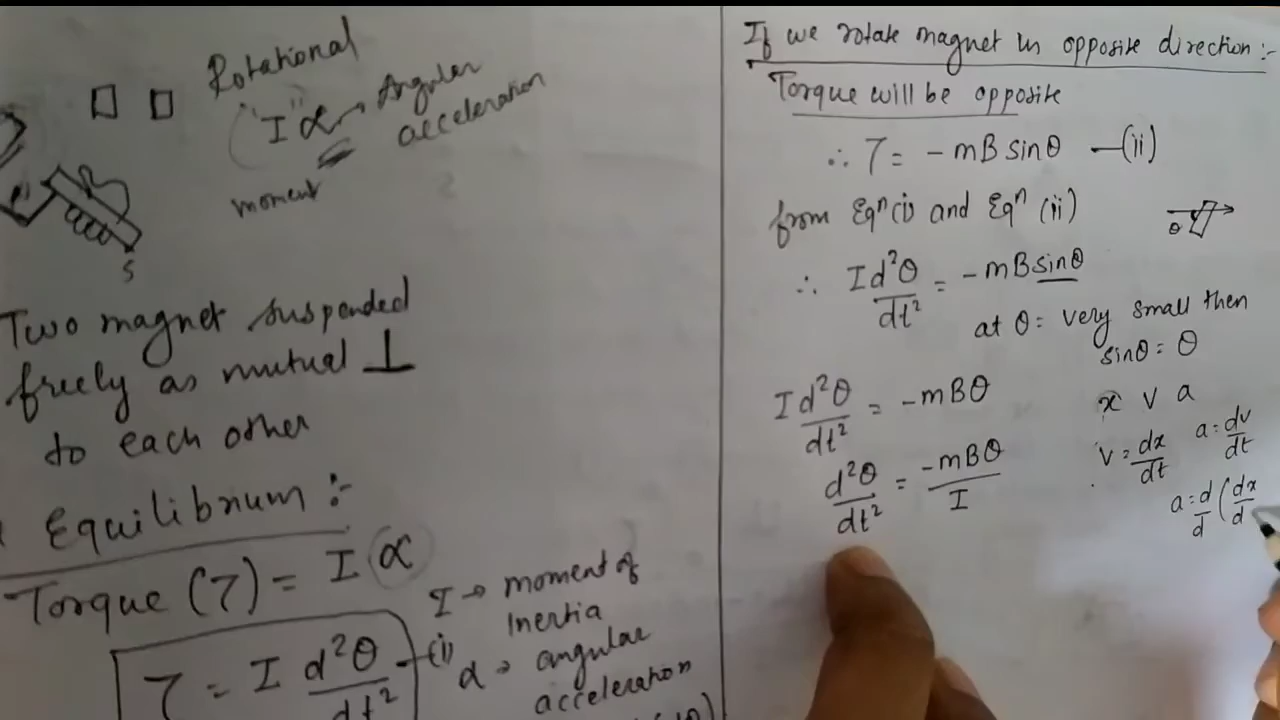 Rotational
"I" α → Angular
acceleration
moment
S
Two magnet suspended
freely as mutual ⊥
to each other
Equilibrium :-
Torque (τ) = I α
I → moment of
Inertia
τ = I d²θ/dt² —(i)
α → angular
acceleration
If we rotate magnet in opposite direction :-
Torque will be opposite
∴ τ = - mB sinθ —(ii)
from Eqⁿ(i) and Eqⁿ (ii)
θ
∴ I d²θ/dt² = - mB sinθ
at θ = very small then
sinθ = θ
I d²θ/dt² = - mBθ
x v a
v = dx/dt a = dv/dt
d²θ/dt² = -mBθ/I
a = d/d (dx/d